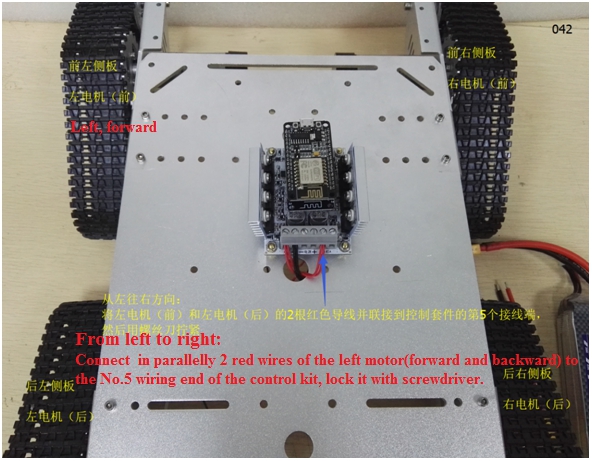 042
前左侧板
前右侧板
左电机（前）
右电机（前）
Left, forward
从左往右方向：
将左电机（前）和左电机（后）的2根红色导线并联接到控制套件的第5个接线端，
然后用螺丝刀拧紧
From left to right:
Connect in parallelly 2 red wires of the left motor(forward and backward) to
the No.5 wiring end of the control kit, lock it with screwdriver.
后左侧板
后右侧板
左电机（后）
右电机（后）